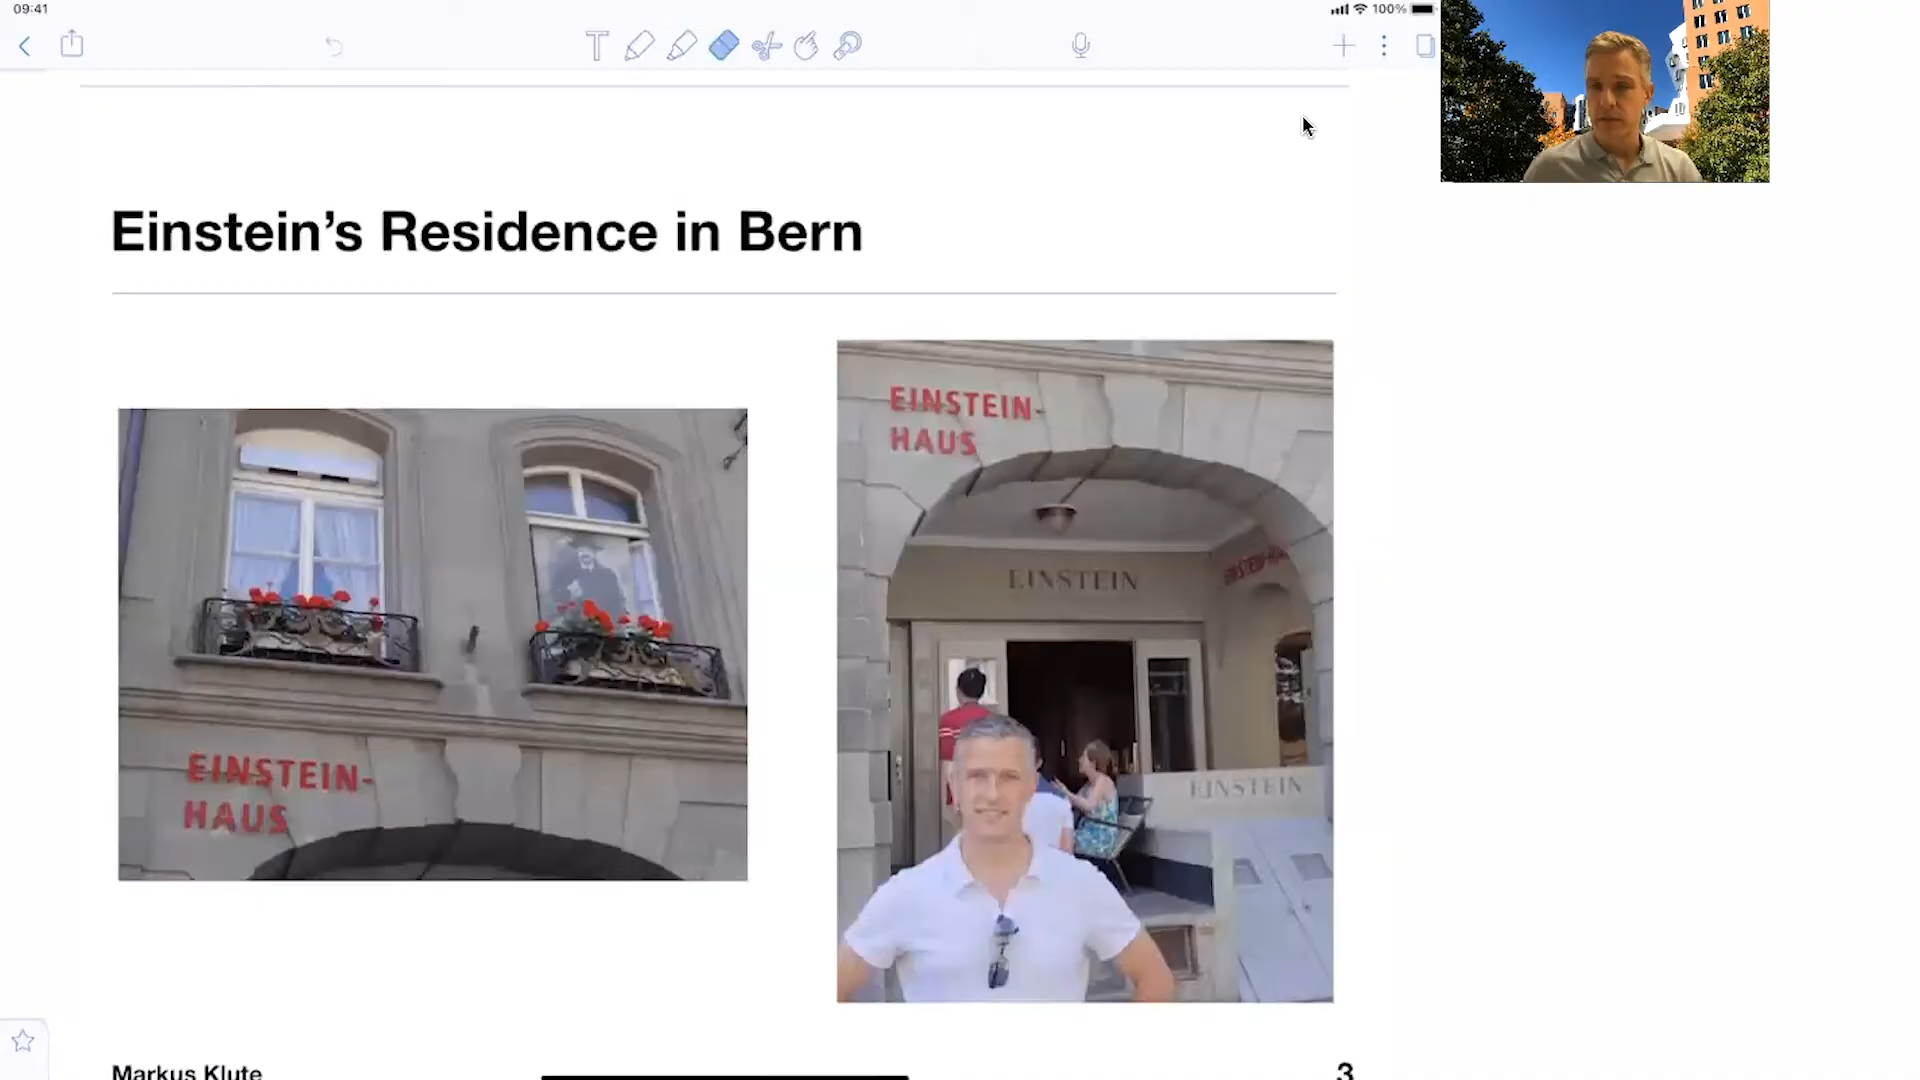 09:41
100%
Einstein’s Residence in Bern
EINSTEIN-
HAUS
EINSTEIN-
HAUS
EINSTEIN
EINSTEIN
Markus Klute
3